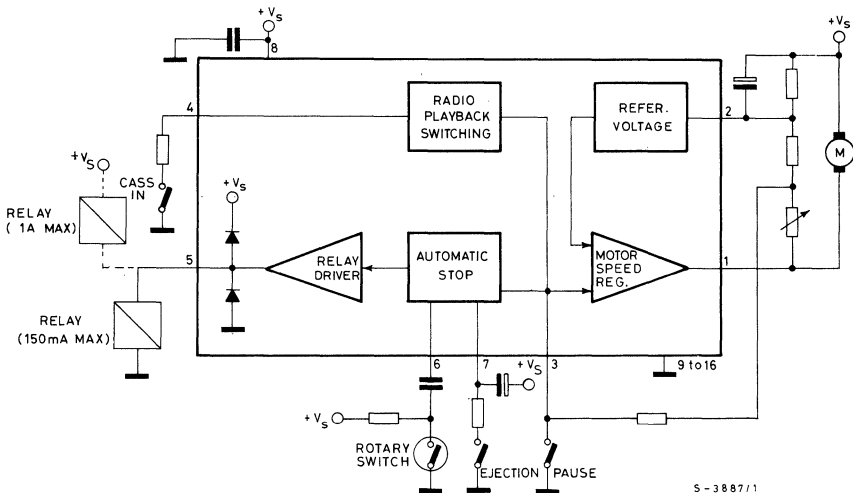 +Vs
+Vs
8
4
RADIO
PLAYBACK
SWITCHING
REFER.
VOLTAGE
2
M
+Vs
CASS
IN
+Vs
RELAY
( 1A MAX)
5
RELAY
DRIVER
AUTOMATIC
STOP
MOTOR
SPEED
REG.
1
RELAY
(150mA MAX)
6
7
3
9 to 16
+Vs
+Vs
ROTARY
SWITCH
EJECTION
PAUSE
S-3887/1